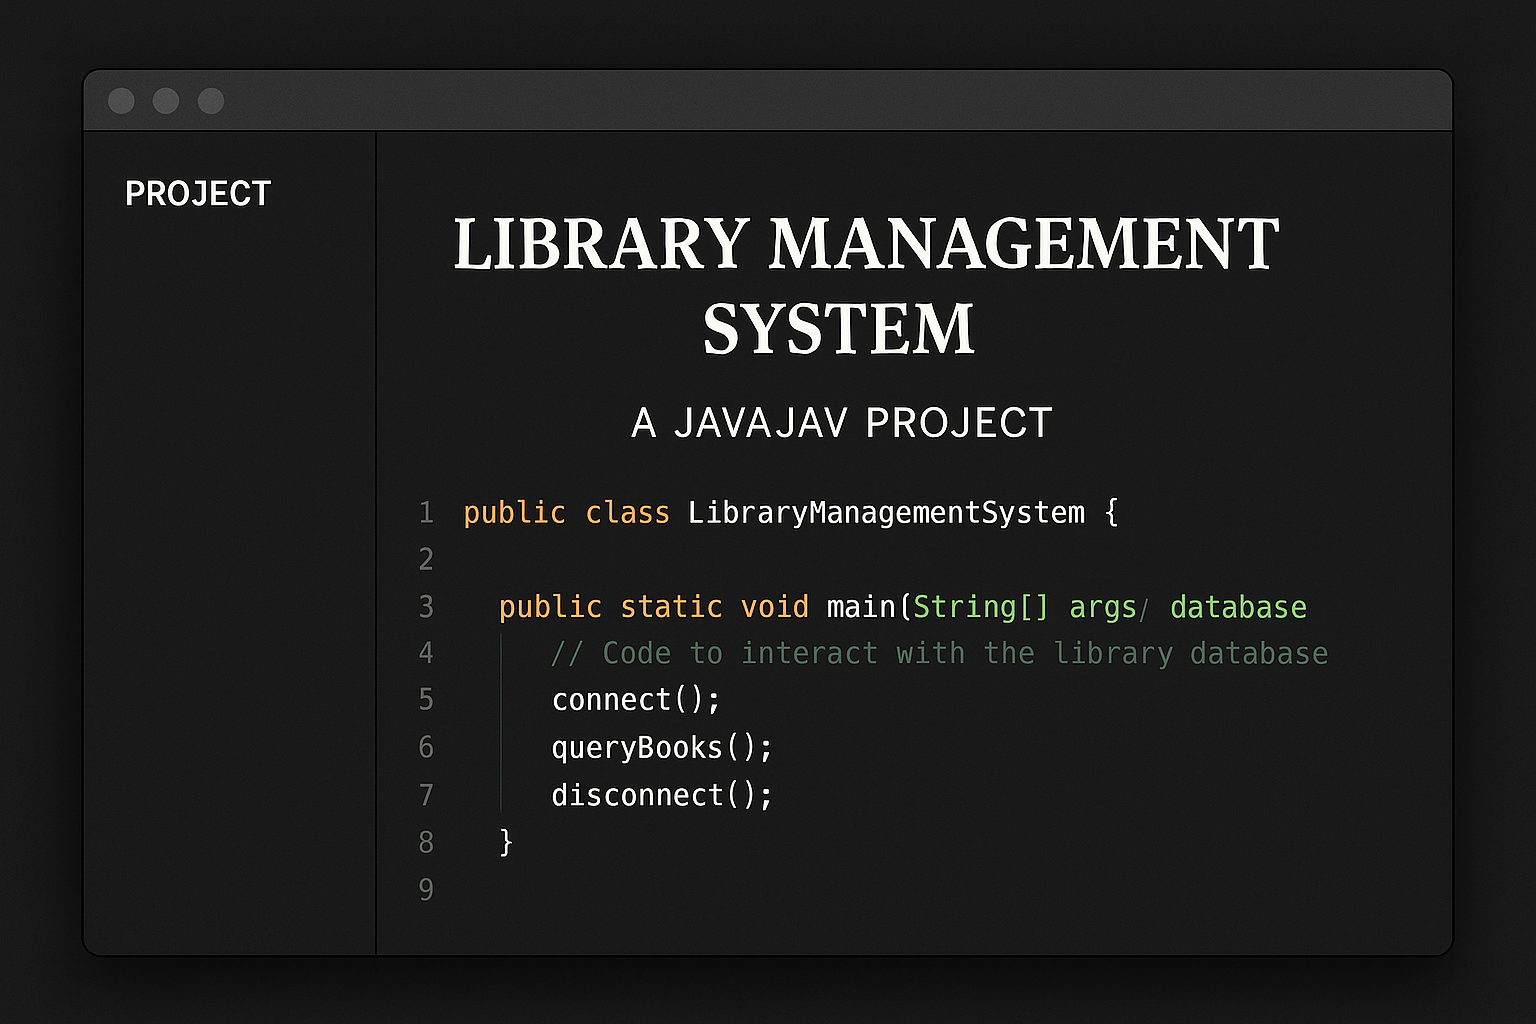 PROJECT
LIBRARY MANAGEMENT
SYSTEM
A JAVAJAV PROJECT
1 public class LibraryManagementSystem {
2
3 public static void main(String[] args/ database
4 // Code to interact with the library database
5 connect();
6 queryBooks();
7 disconnect();
8 }
9